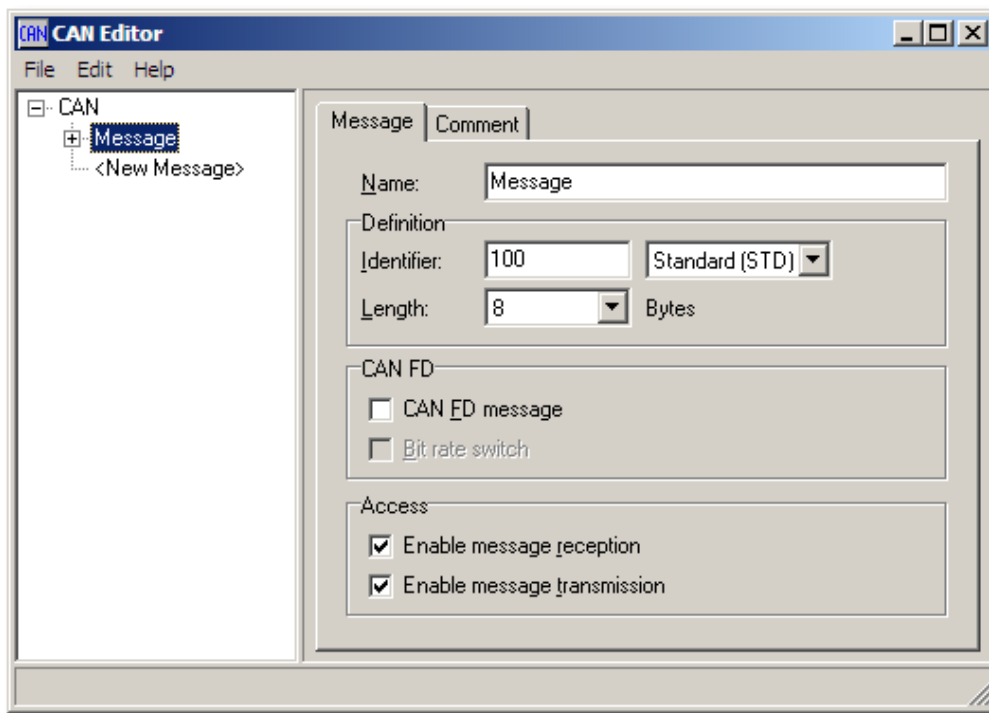 CAN CAN Editor
File Edit Help
CAN
Message
<New Message>
Message Comment
Name: Message
Definition
Identifier: 100 Standard (STD)
Length: 8 Bytes
CAN FD
CAN FD message
Bit rate switch
Access
Enable message reception
Enable message transmission